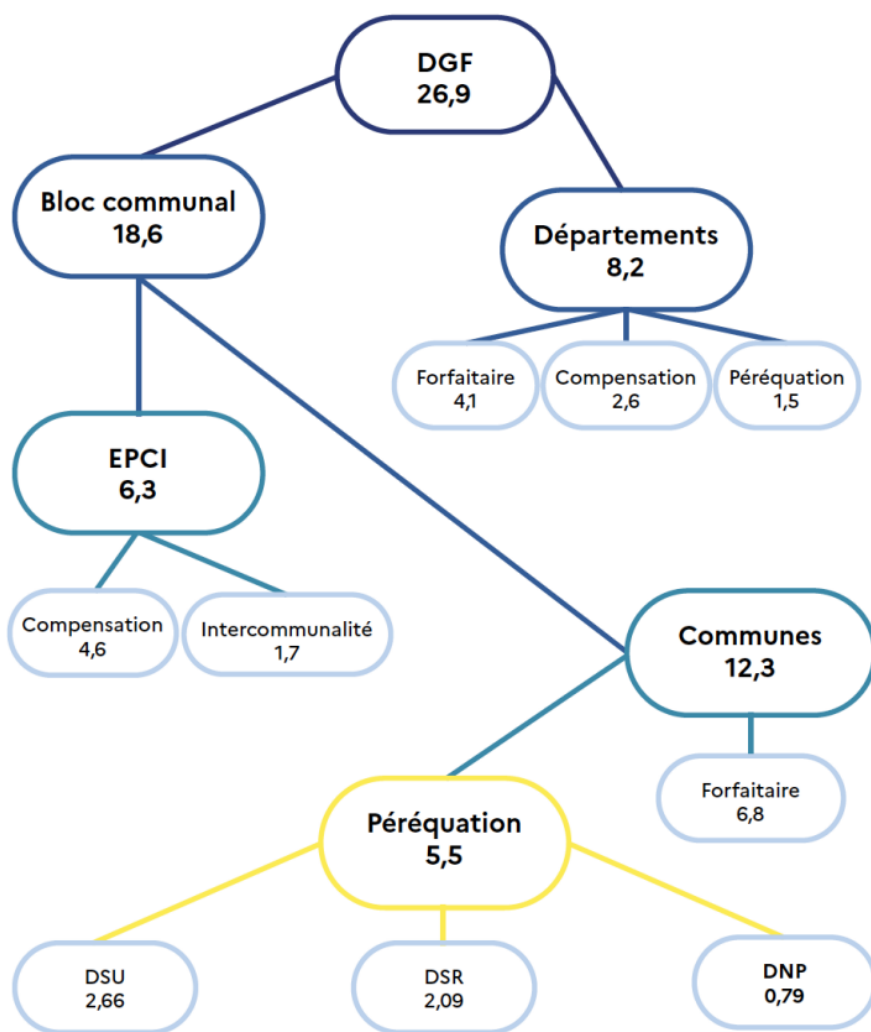 DGF
26,9
Bloc communal
18,6
Départements
8,2
Forfaitaire
4,1
Compensation
2,6
Péréquation
1,5
EPCI
6,3
Compensation
4,6
Intercommunalité
1,7
Communes
12,3
Forfaitaire
6,8
Péréquation
5,5
DSU
2,66
DSR
2,09
DNP
0,79